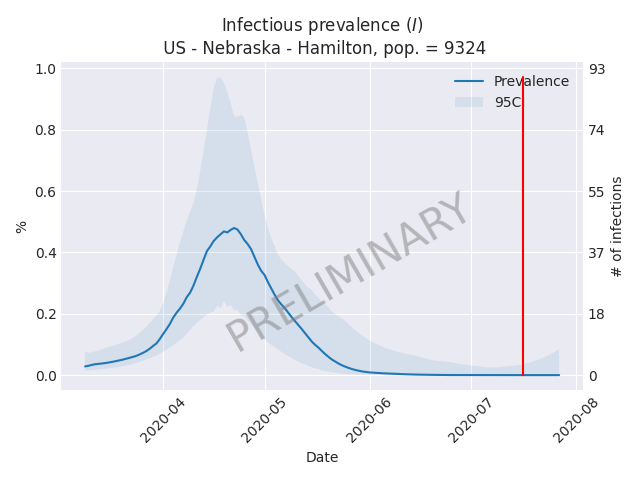 Infectious prevalence (I)
US - Nebraska - Hamilton, pop. = 9324
1.0
0.8
0.6
0.4
0.2
0.0
%
Prevalence
95CI
PRELIMINARY
93
74
55
37
18
0
# of infections
2020-04
2020-05
2020-06
2020-07
2020-08
Date